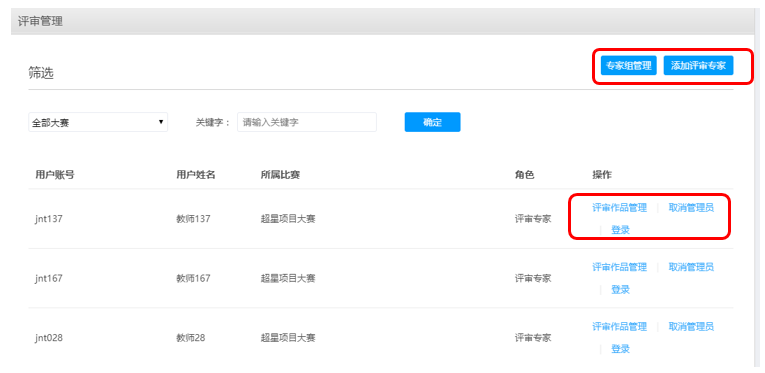 评审管理
筛选 专家组管理 添加评审专家
全部大赛 关键字： 请输入关键字 确定
用户账号 用户姓名 所属比赛 角色 操作
jnt137 教师137 超星项目大赛 评审专家 评审作品管理 取消管理员
登录
jnt167 教师167 超星项目大赛 评审专家 评审作品管理 取消管理员
登录
jnt028 教师28 超星项目大赛 评审专家 评审作品管理 取消管理员
登录